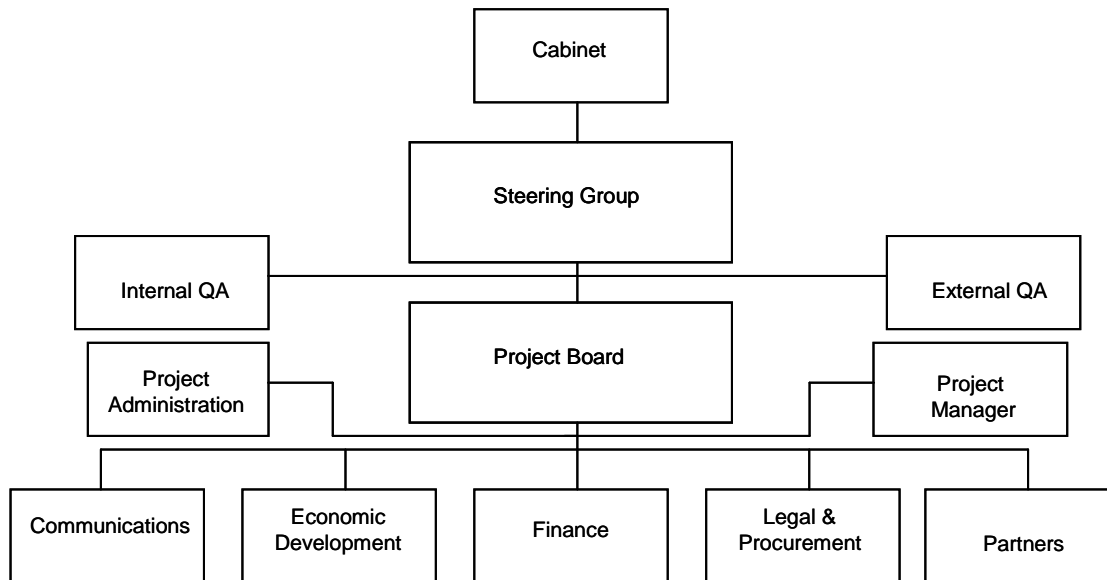 Cabinet
Steering Group
Internal QA
External QA
Project Board
Project
Administration
Project
Manager
Communications
Economic
Development
Finance
Legal &
Procurement
Partners